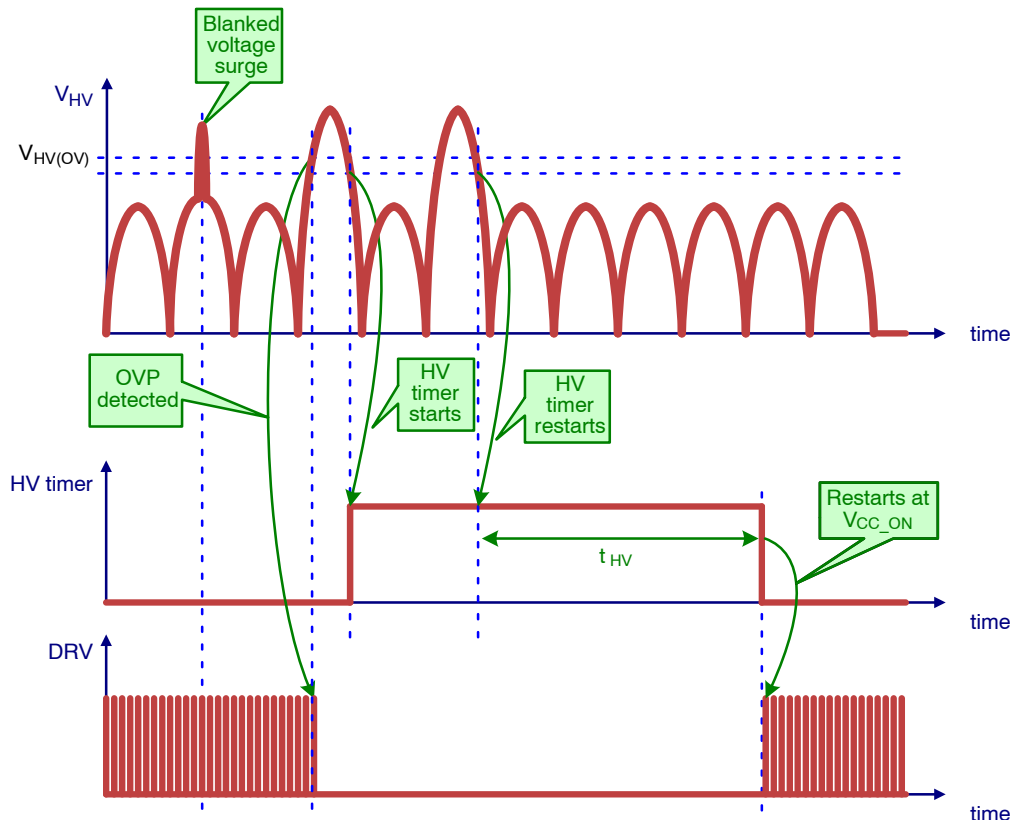 Blanked
voltage
surge
VHV
VHV(OV)
time
OVP
detected
HV
timer
starts
HV
timer
restarts
HV timer
Restarts at
VCC_ON
tHV
time
DRV
time